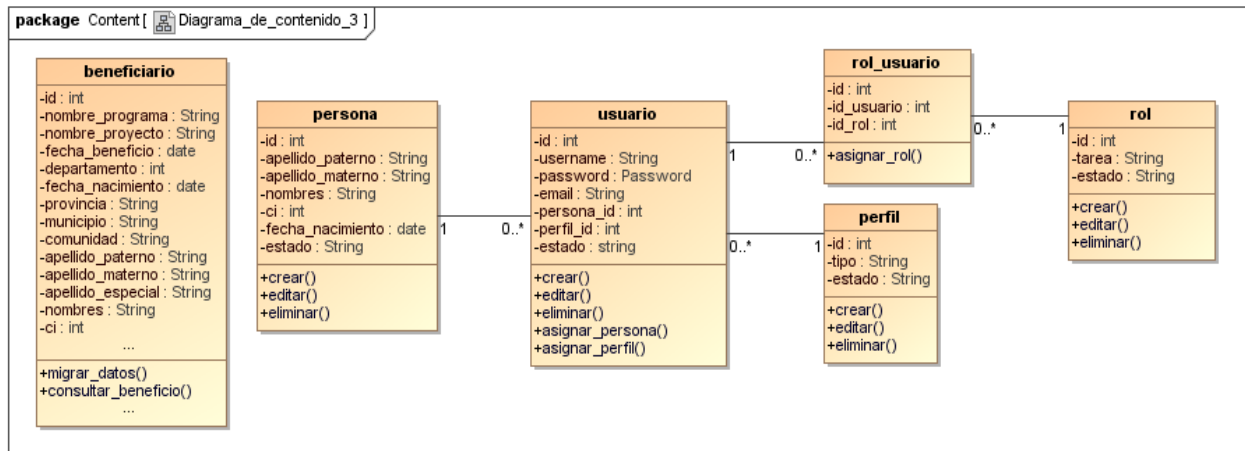 package Content [ Diagrama_de_contenido_3 ]
beneficiario
-id : int
-nombre_programa : String
-nombre_proyecto : String
-fecha_beneficio : date
-departamento : int
-fecha_nacimiento : date
-provincia : String
-municipio : String
-comunidad : String
-apellido_paterno : String
-apellido_materno : String
-apellido_especial : String
-nombres : String
-ci : int
...
+migrar_datos()
+consultar_beneficio()
...
persona
-id : int
-apellido_paterno : String
-apellido_materno : String
-nombres : String
-ci : int
-fecha_nacimiento : date
-estado : String
+crear()
+editar()
+eliminar()
1
0..*
usuario
-id : int
-username : String
-password : Password
-email : String
-persona_id : int
-perfil_id : int
-estado : string
+crear()
+editar()
+eliminar()
+asignar_persona()
+asignar_perfil()
1
0..*
0..*
1
rol_usuario
-id : int
-id_usuario : int
-id_rol : int
+asignar_rol()
perfil
-id : int
-tipo : String
-estado : String
+crear()
+editar()
+eliminar()
0..*
1
rol
-id : int
-tarea : String
-estado : String
+crear()
+editar()
+eliminar()